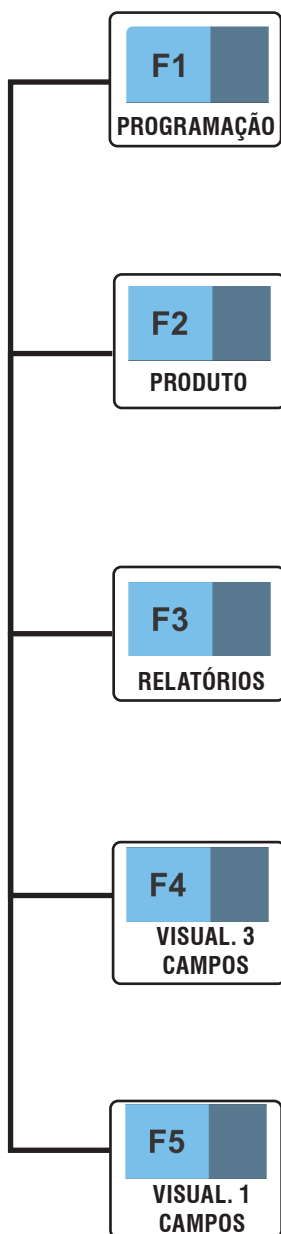 F1
PROGRAMAÇÃO
F2
PRODUTO
F3
RELATÓRIOS
F4
VISUAL. 3
CAMPOS
F5
VISUAL. 1
CAMPOS